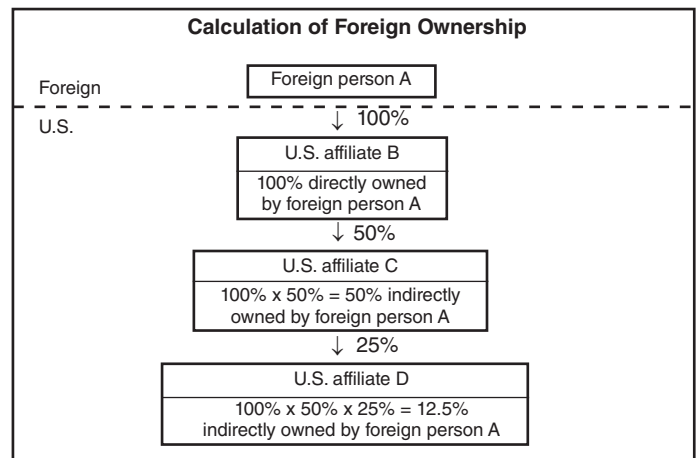 Calculation of Foreign Ownership
Foreign person A
Foreign
U.S.
↓ 100%
U.S. affiliate B
100% directly owned
by foreign person A
↓ 50%
U.S. affiliate C
100% x 50% = 50% indirectly
owned by foreign person A
↓ 25%
U.S. affiliate D
100% x 50% x 25% = 12.5%
indirectly owned by foreign person A